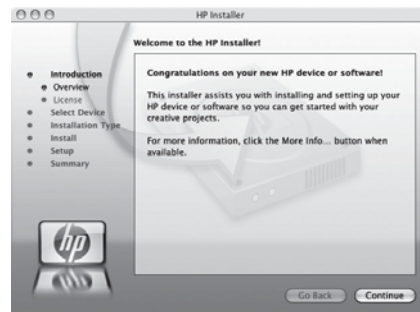 HP Installer
Welcome to the HP Installer!
Introduction
Overview
License
Select Device
Installation Type
Install
Setup
Summary
Congratulations on your new HP device or software!
This installer assists you with installing and setting up your
HP device or software so you can get started with your
creative projects.
For more information, click the More Info... button when
available.
hp
Go Back
Continue